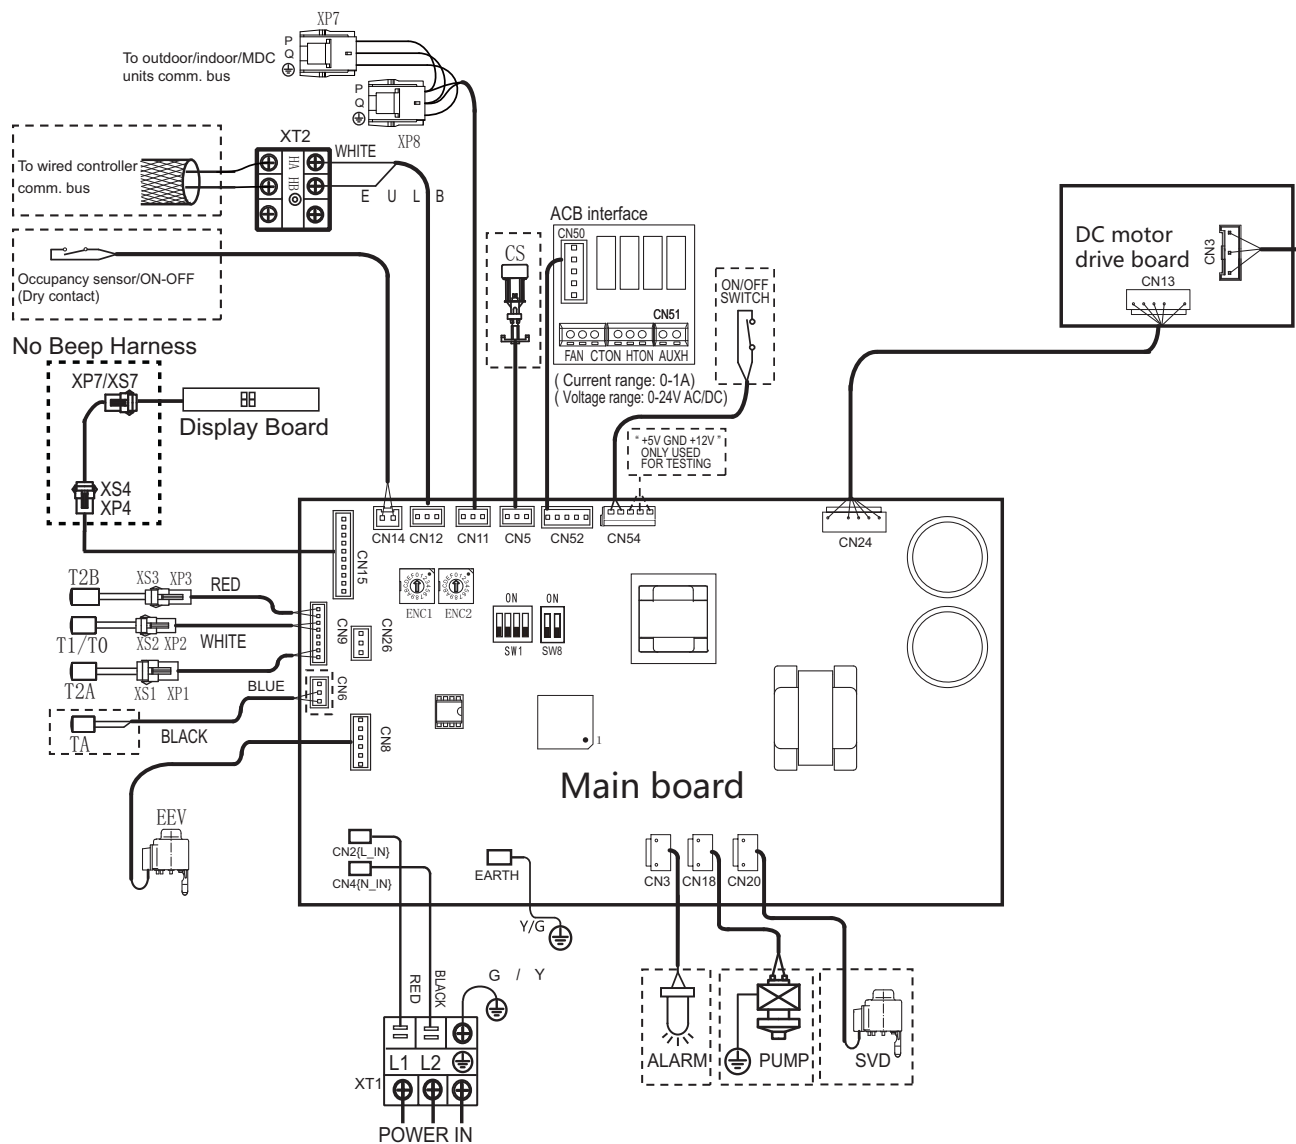 XP7
P
Q
To outdoor/indoor/MDC
units comm. bus
P
Q
XP8
XT2
WHITE
To wired controller
comm. bus
HA HB
E U L B
ACB interface
CN50
CS
DC motor
drive board
CN3
CN13
Occupancy sensor/ON-OFF
(Dry contact)
ON/OFF
SWITCH
CN51
FAN CTON HTON AUXH
( Current range: 0-1A)
( Voltage range: 0-24V AC/DC)
No Beep Harness
XP7/XS7
Display Board
" +5V GND +12V "
ONLY USED
FOR TESTING
XS4
XP4
CN14 CN12 CN11 CN5 CN52 CN54 CN24
CN15
T2B XS3 XP3 RED
ENC1 ENC2
ON ON
SW1 SW8
T1/T0 XS2 XP2 WHITE
CN9 CN26
T2A XS1 XP1
BLUE CN6
TA BLACK
CN8
1
Main board
EEV
CN2{L_IN}
CN4{N_IN}
EARTH
CN3 CN18 CN20
Y/G
RED BLACK G / Y
ALARM PUMP SVD
L1 L2
XT1
POWER IN